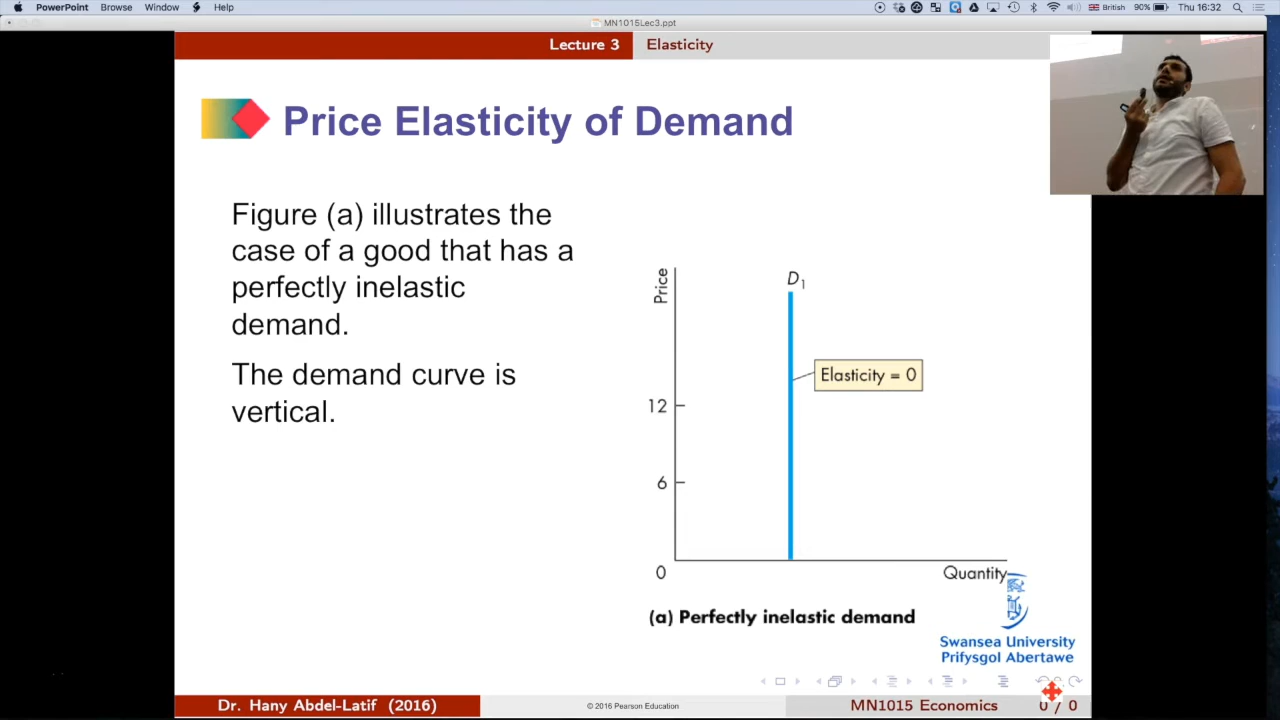 PowerPoint Browse Window Help
British 90% Thu 16:32
MN1015Lec3.ppt
Lecture 3 Elasticity
Price Elasticity of Demand
Figure (a) illustrates the
case of a good that has a
perfectly inelastic
demand.
The demand curve is
vertical.
Price
D1
Elasticity = 0
12
6
0
Quantity
(a) Perfectly inelastic demand
Swansea University
Prifysgol Abertawe
Dr. Hany Abdel-Latif (2016)
© 2016 Pearson Education
MN1015 Economics
0 / 0